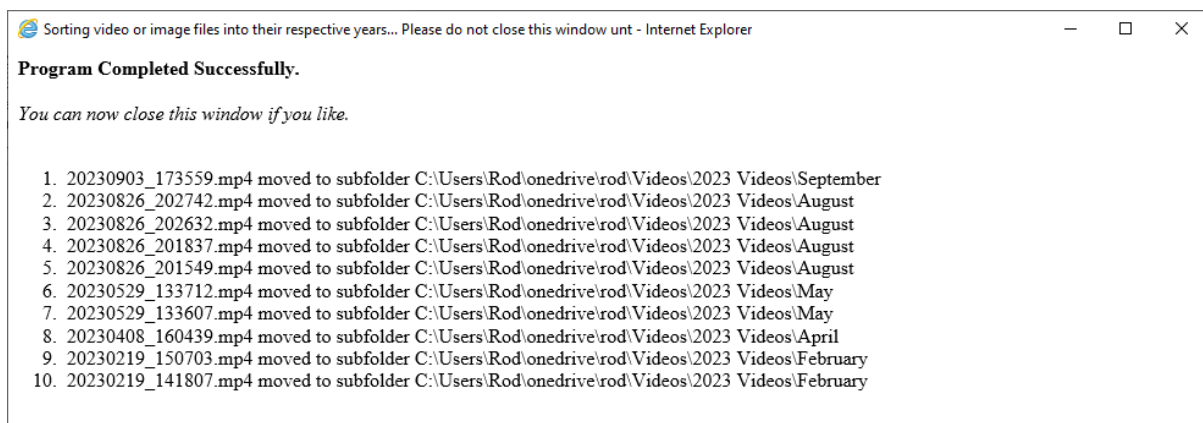 Sorting video or image files into their respective years... Please do not close this window unt - Internet Explorer
Program Completed Successfully.
You can now close this window if you like.
1. 20230903_173559.mp4 moved to subfolder C:\Users\Rod\onedrive\rod\Videos\2023 Videos\September
2. 20230826_202742.mp4 moved to subfolder C:\Users\Rod\onedrive\rod\Videos\2023 Videos\August
3. 20230826_202632.mp4 moved to subfolder C:\Users\Rod\onedrive\rod\Videos\2023 Videos\August
4. 20230826_201837.mp4 moved to subfolder C:\Users\Rod\onedrive\rod\Videos\2023 Videos\August
5. 20230826_201549.mp4 moved to subfolder C:\Users\Rod\onedrive\rod\Videos\2023 Videos\August
6. 20230529_133712.mp4 moved to subfolder C:\Users\Rod\onedrive\rod\Videos\2023 Videos\May
7. 20230529_133607.mp4 moved to subfolder C:\Users\Rod\onedrive\rod\Videos\2023 Videos\May
8. 20230408_160439.mp4 moved to subfolder C:\Users\Rod\onedrive\rod\Videos\2023 Videos\April
9. 20230219_150703.mp4 moved to subfolder C:\Users\Rod\onedrive\rod\Videos\2023 Videos\February
10. 20230219_141807.mp4 moved to subfolder C:\Users\Rod\onedrive\rod\Videos\2023 Videos\February